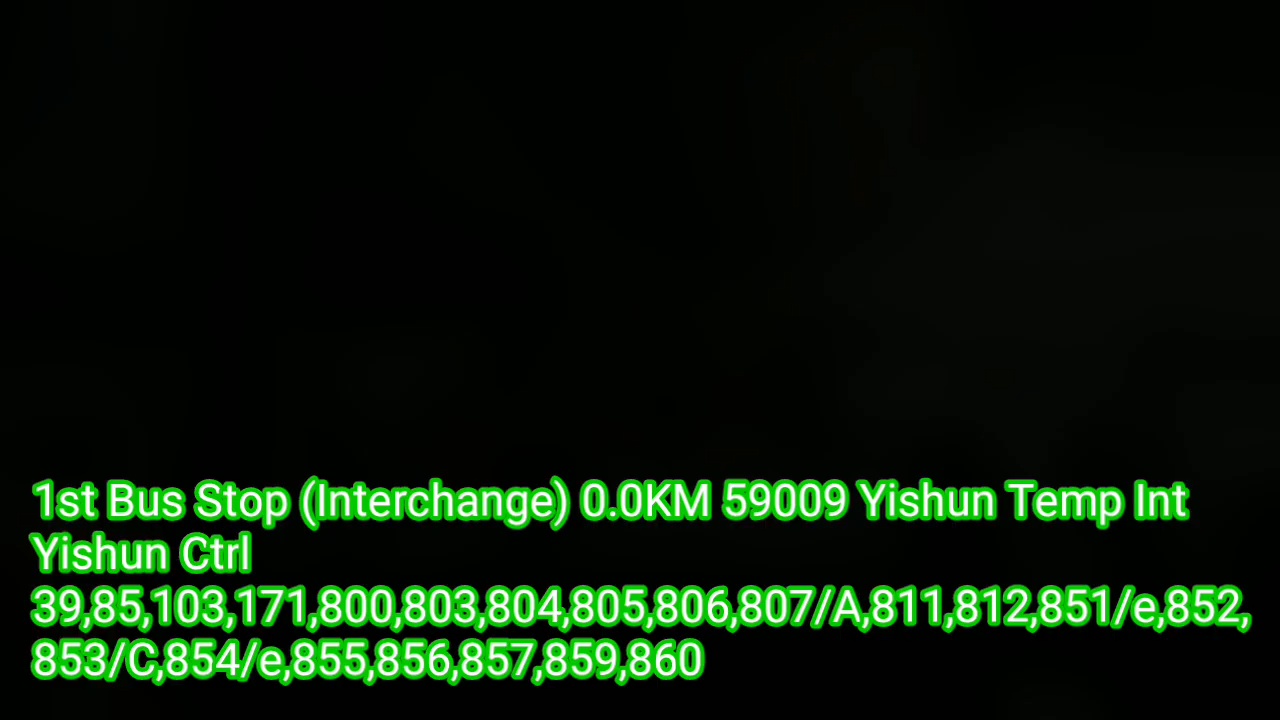 1st Bus Stop (Interchange) 0.0KM 59009 Yishun Temp Int
Yishun Ctrl
39,85,103,171,800,803,804,805,806,807/A,811,812,851/e,852,
853/C,854/e,855,856,857,859,860